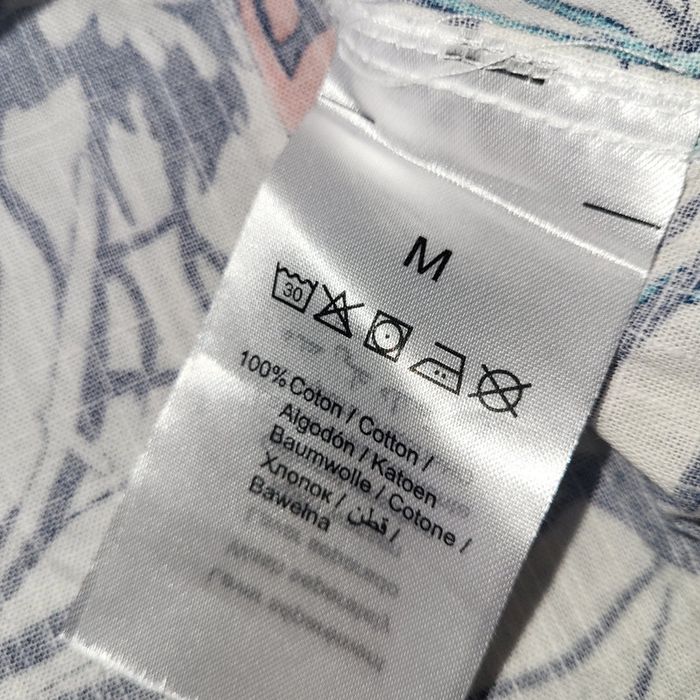 M
30
100% Coton / Cotton /
Algodón / Katoen
Baumwolle / Cotone /
Хлопок / قطن /
Bawełna